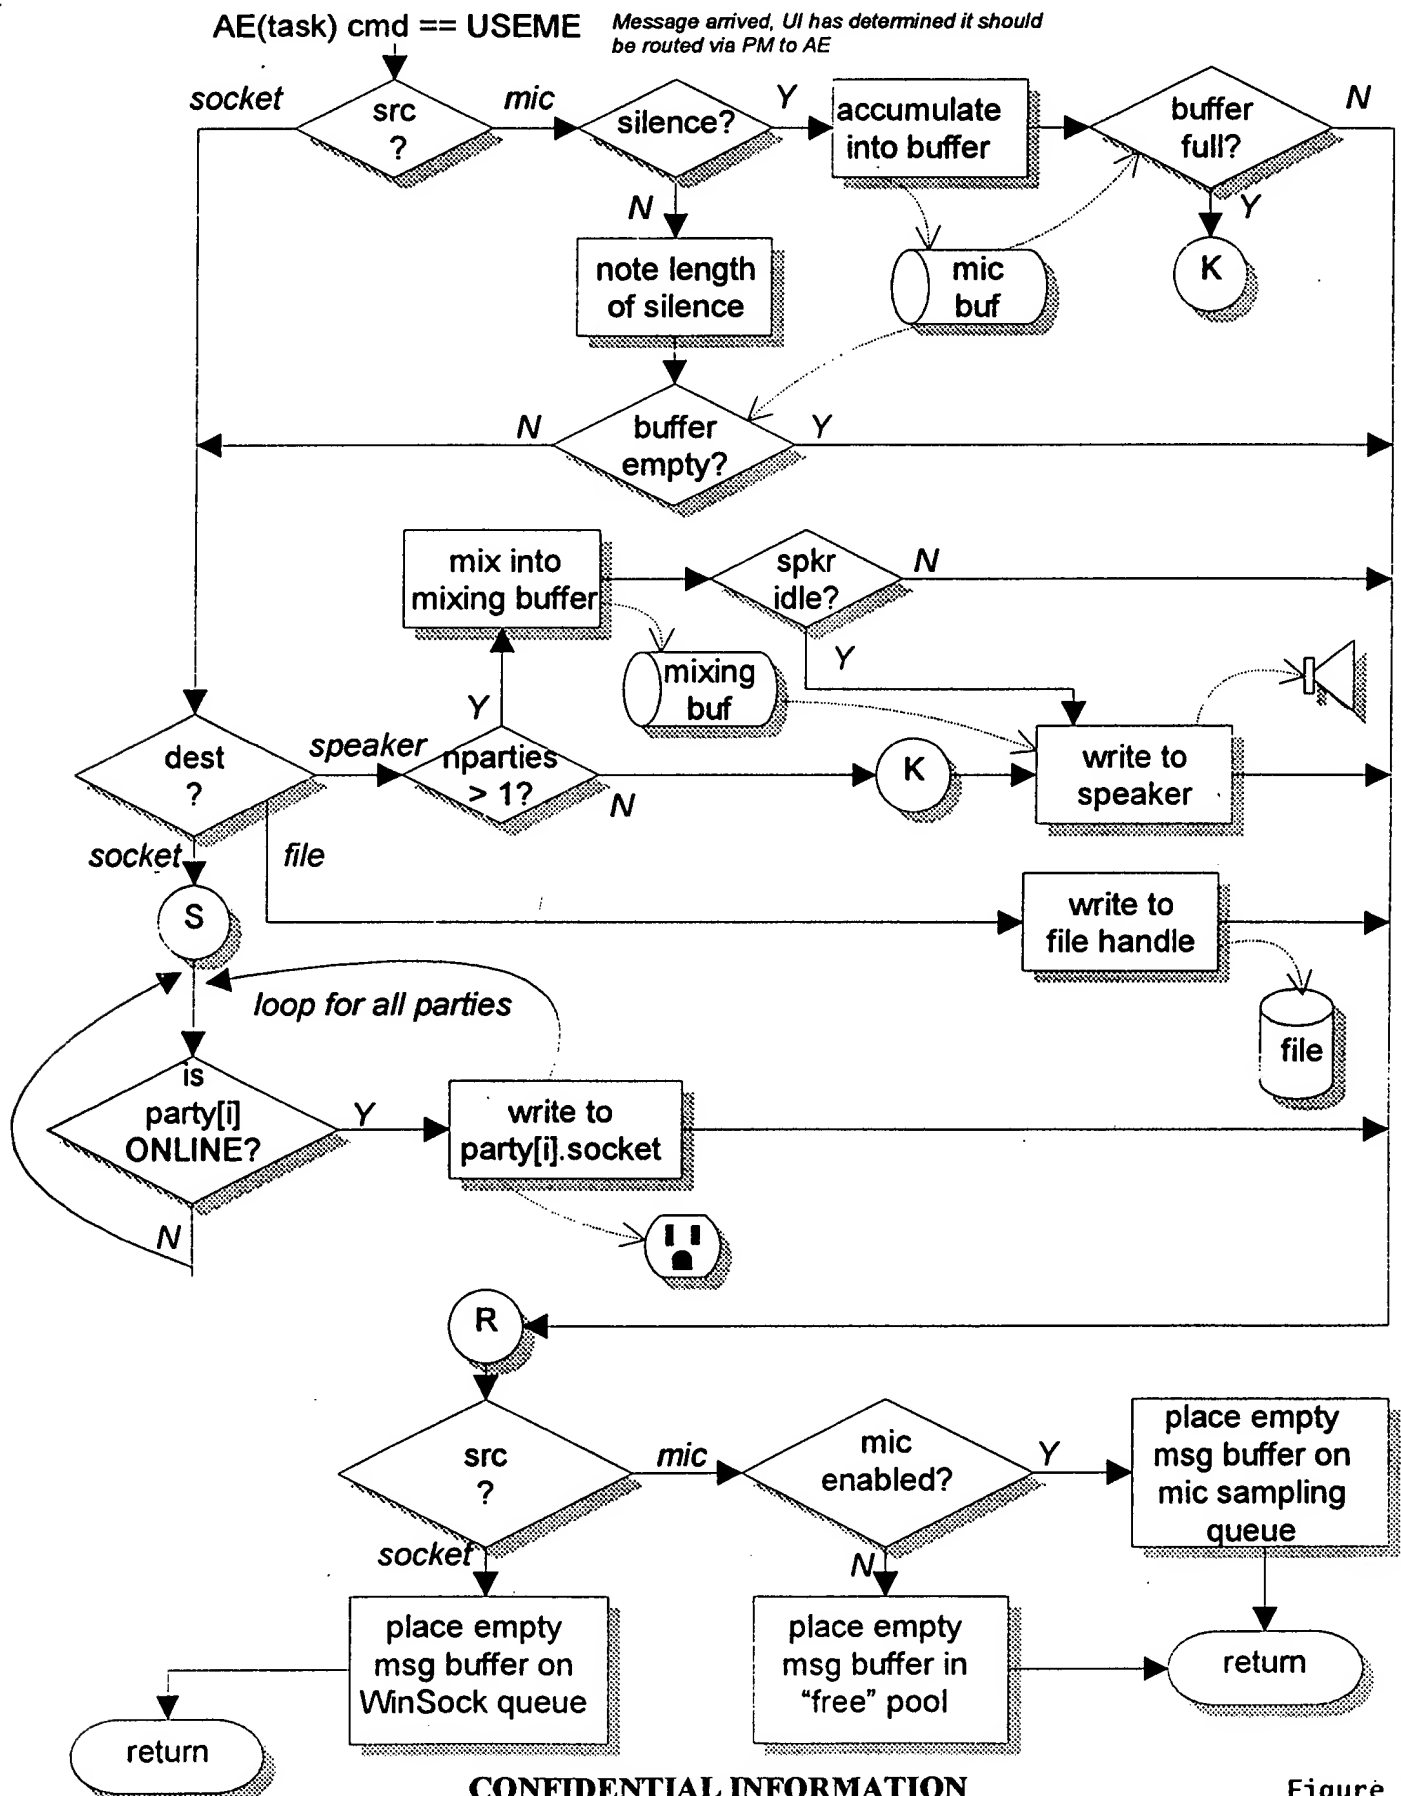 AE(task) cmd == USEME
Message arrived, UI has determined it should
be routed via PM to AE
socket
src
?
mic
silence?
Y
accumulate
into buffer
buffer
full?
N
N
Y
note length
of silence
mic
buf
K
N
buffer
empty?
Y
mix into
mixing buffer
spkr
idle?
N
Y
mixing
buf
Y
dest
?
speaker
nparties
> 1?
N
K
write to
speaker
socket
file
S
write to
file handle
loop for all parties
file
is
party[i]
ONLINE?
Y
write to
party[i].socket
N
R
src
?
mic
mic
enabled?
Y
place empty
msg buffer on
mic sampling
queue
socket
N
place empty
msg buffer on
WinSock queue
place empty
msg buffer in
“free” pool
return
return
CONFIDENTIAL INFORMATION
Figure